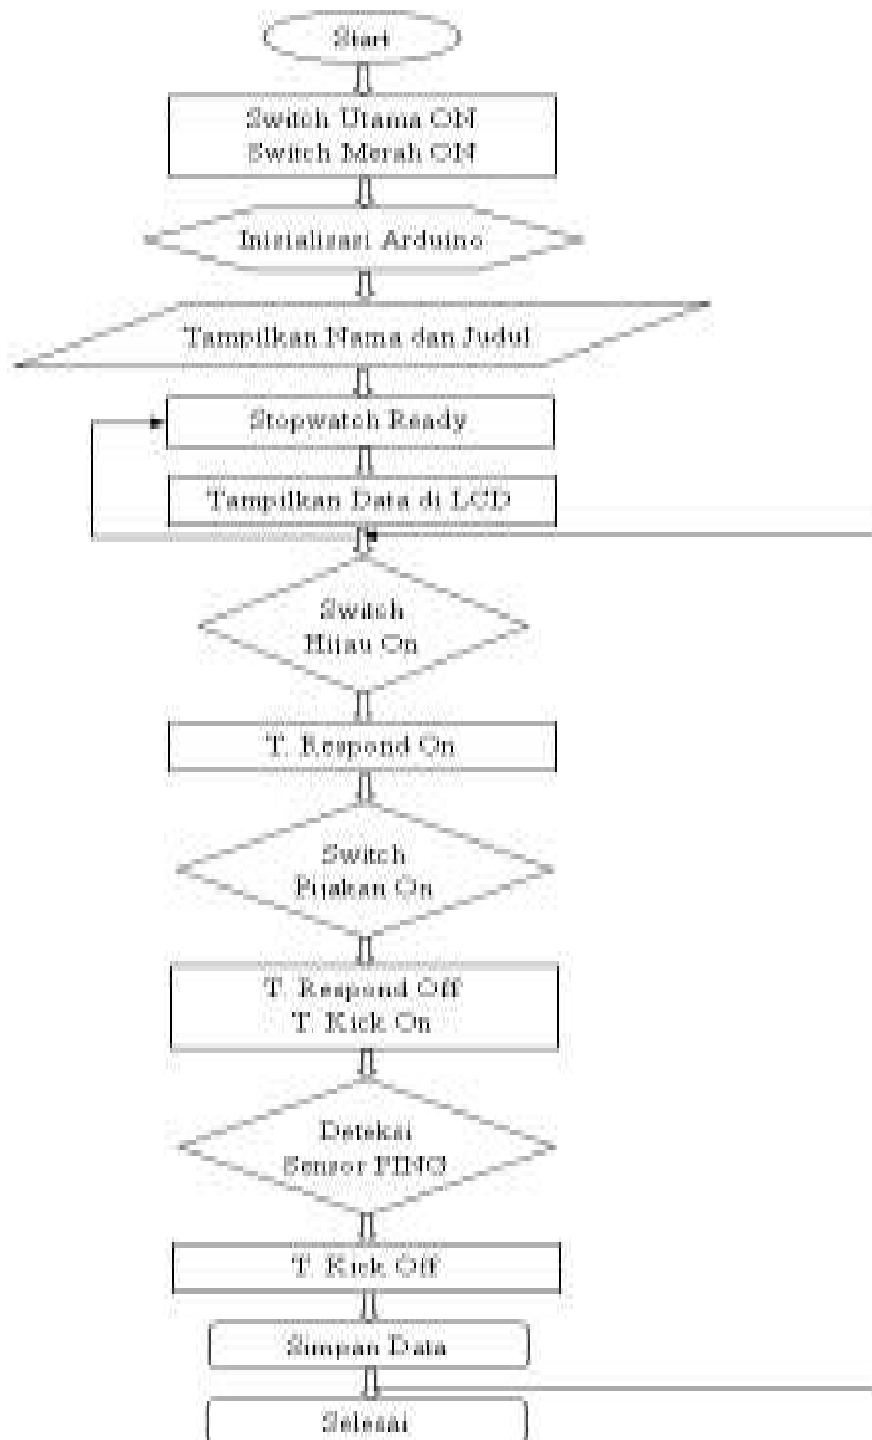 Start
Switch Utama ON
Switch Merah ON
Inisialisasi Arduino
Tampilkan Nama dan Judul
Stopwatch Ready
Tampilkan Data di LCD
Switch
Hijau On
T. Respond On
Switch
Pijakan On
T. Respond Off
T. Kick On
Deteksi
Sensor PING
T. Kick Off
Simpan Data
Selesai